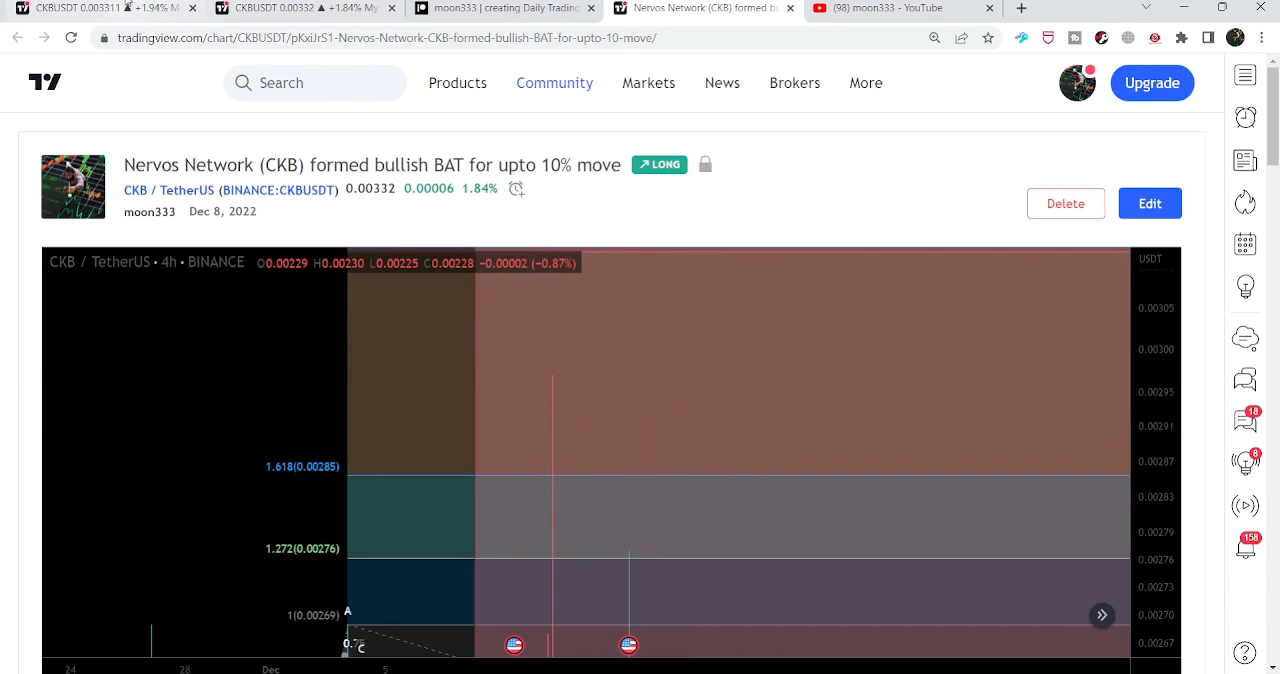 CKBUSDT 0.003311 ▲ +1.94% M
CKBUSDT 0.00332 ▲ +1.84% My
moon333 | creating Daily Trading
Nervos Network (CKB) formed bu
(98) moon333 - YouTube
tradingview.com/chart/CKBUSDT/pKxiJrS1-Nervos-Network-CKB-formed-bullish-BAT-for-upto-10-move/
Search
Products
Community
Markets
News
Brokers
More
Upgrade
Nervos Network (CKB) formed bullish BAT for upto 10% move
LONG
CKB / TetherUS (BINANCE:CKBUSDT) 0.00332 0.00006 1.84%
moon333 Dec 8, 2022
Delete
Edit
CKB / TetherUS • 4h • BINANCE O0.00229 H0.00230 L0.00225 C0.00228 −0.00002 (−0.87%)
USDT
0.00305
0.00300
0.00295
0.00291
0.00287
0.00283
0.00279
0.00276
0.00273
0.00270
0.00267
1.618(0.00285)
1.272(0.00276)
1(0.00269)
A
C
24
28
Dec
5
18
8
158